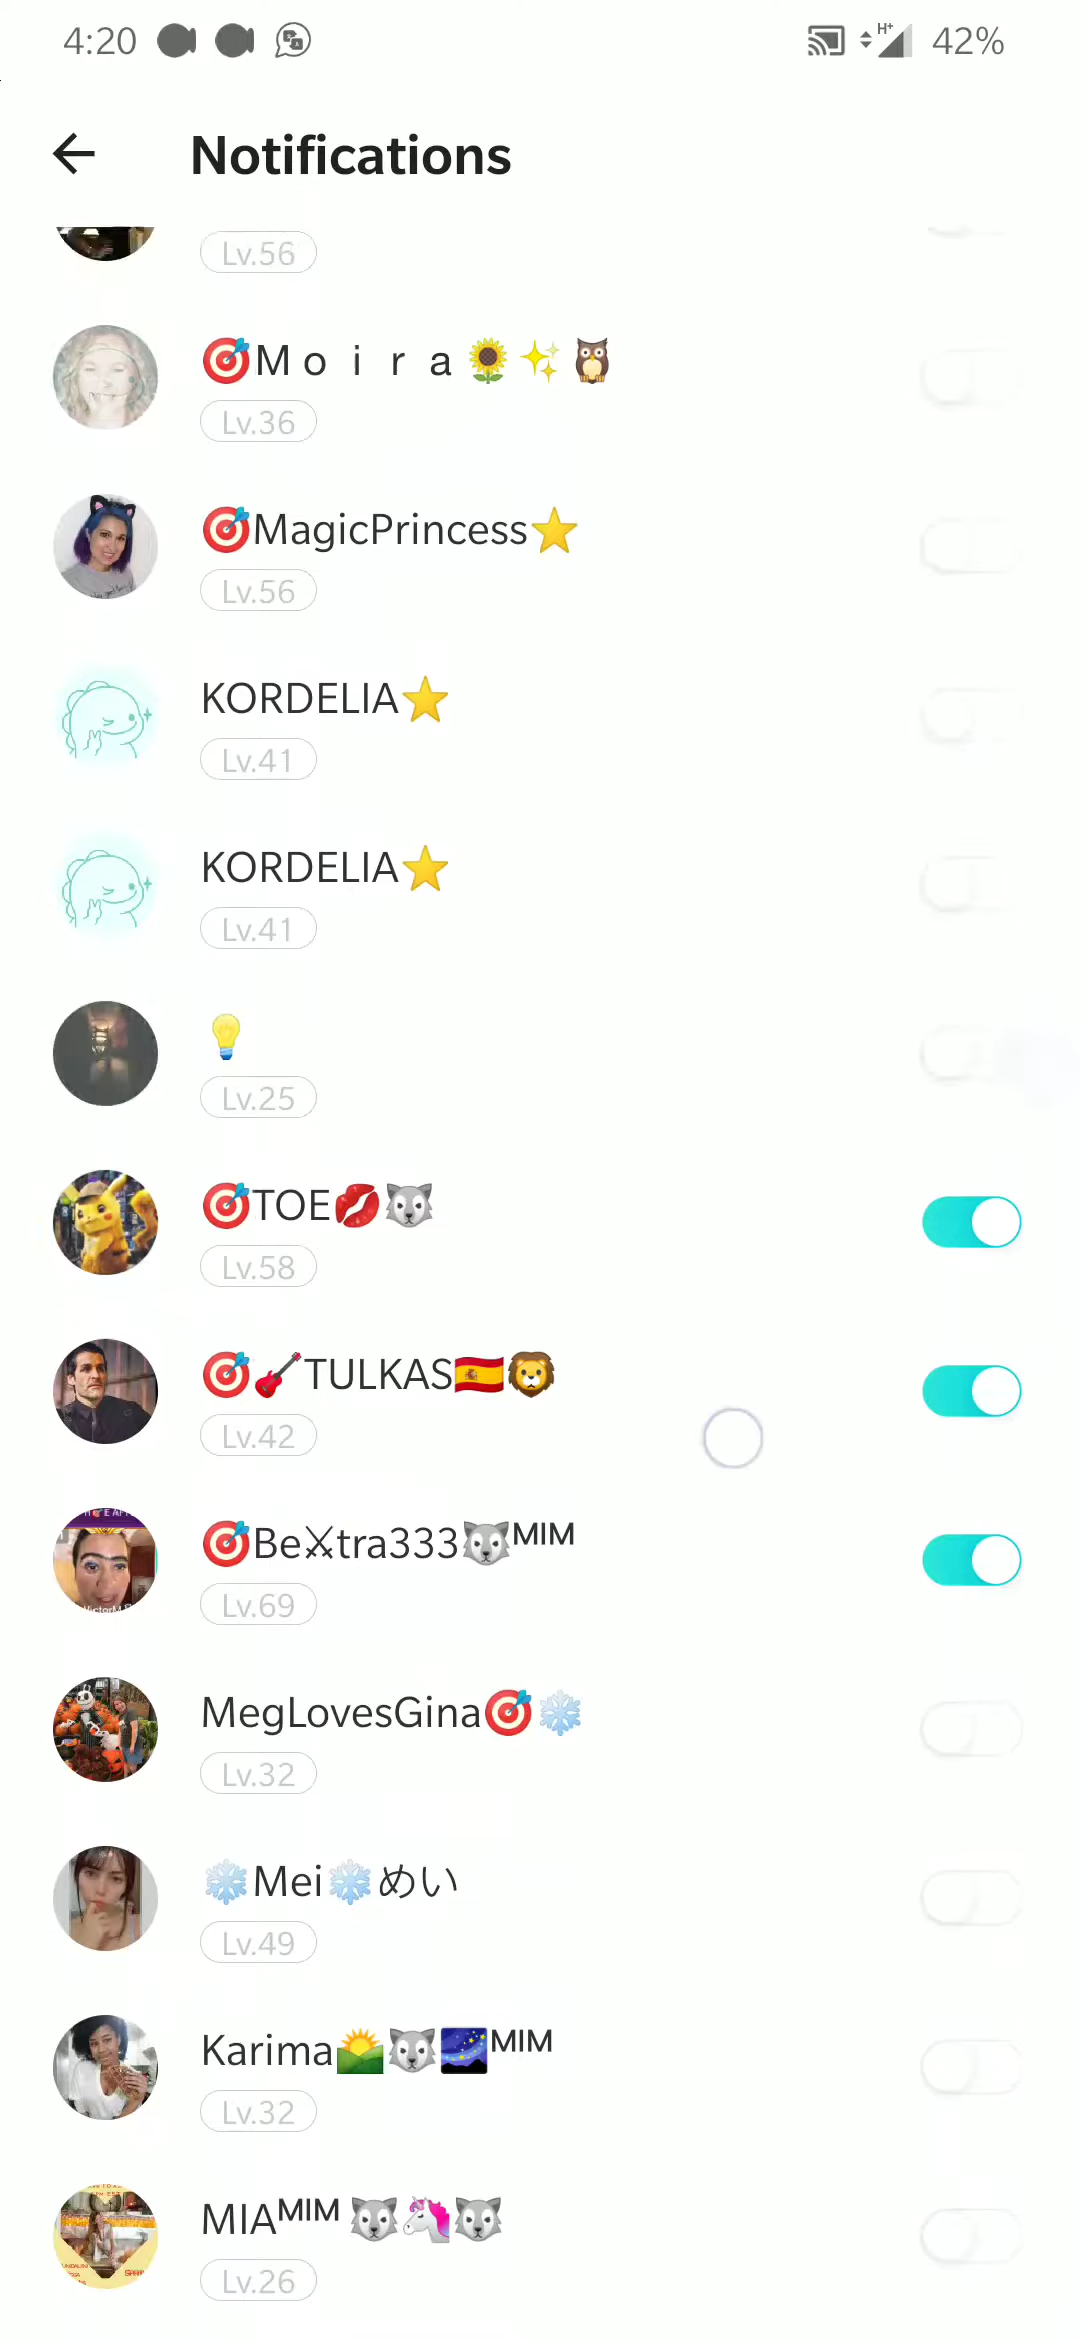 4:20
H+
42%
Notifications
Lv.56
🎯M o i r a🌻✨🦉
Lv.36
🎯MagicPrincess⭐
Lv.56
KORDELIA⭐
Lv.41
KORDELIA⭐
Lv.41
💡
Lv.25
🎯TOE💋🐺
Lv.58
🎯🎸TULKAS🇪🇸🦁
Lv.42
🎯Be⚔tra333🐺ᴹᴵᴹ
Lv.69
MegLovesGina🎯❄️
Lv.32
❄️Mei❄️めい
Lv.49
Karima🌄🐺🌌ᴹᴵᴹ
Lv.32
MIAᴹᴵᴹ🐺🦄🐺
Lv.26